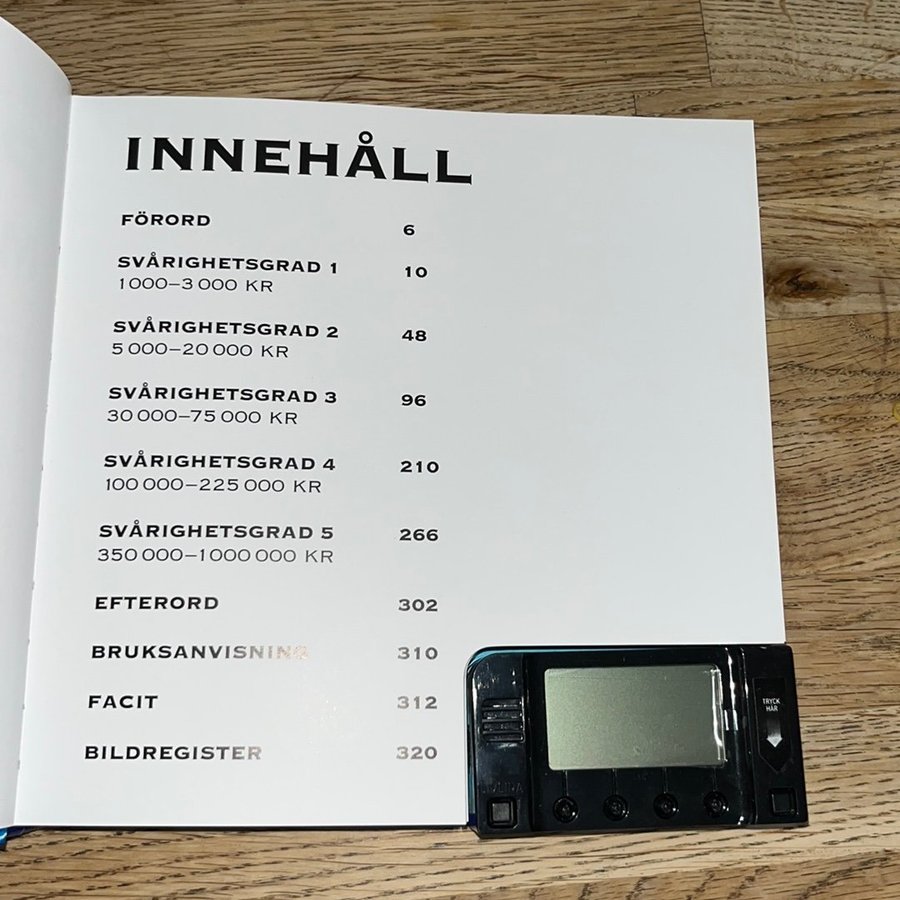 INNEHÅLL
FÖRORD 6
SVÅRIGHETSGRAD 1 10
1 000–3 000 KR
SVÅRIGHETSGRAD 2 48
5 000–20 000 KR
SVÅRIGHETSGRAD 3 96
30 000–75 000 KR
SVÅRIGHETSGRAD 4 210
100 000–225 000 KR
SVÅRIGHETSGRAD 5 266
350 000–1 000 000 KR
EFTERORD 302
BRUKSANVISNING 310
FACIT 312
BILDREGISTER 320
TRYCK
HÄR